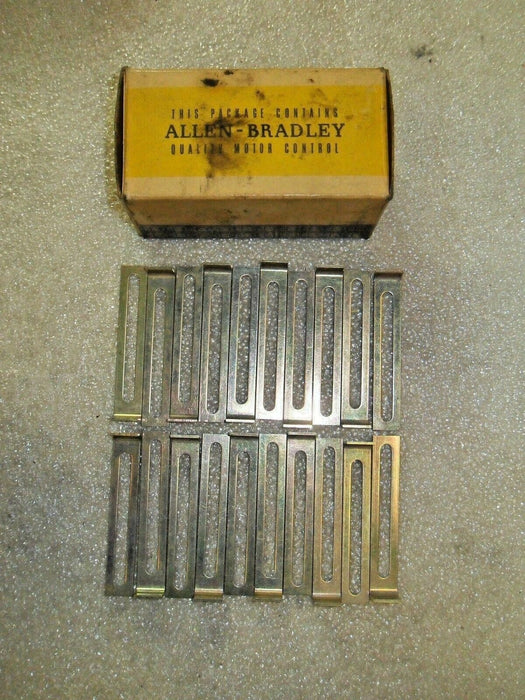 THIS PACKAGE CONTAINS
ALLEN-BRADLEY
QUALITY MOTOR CONTROL